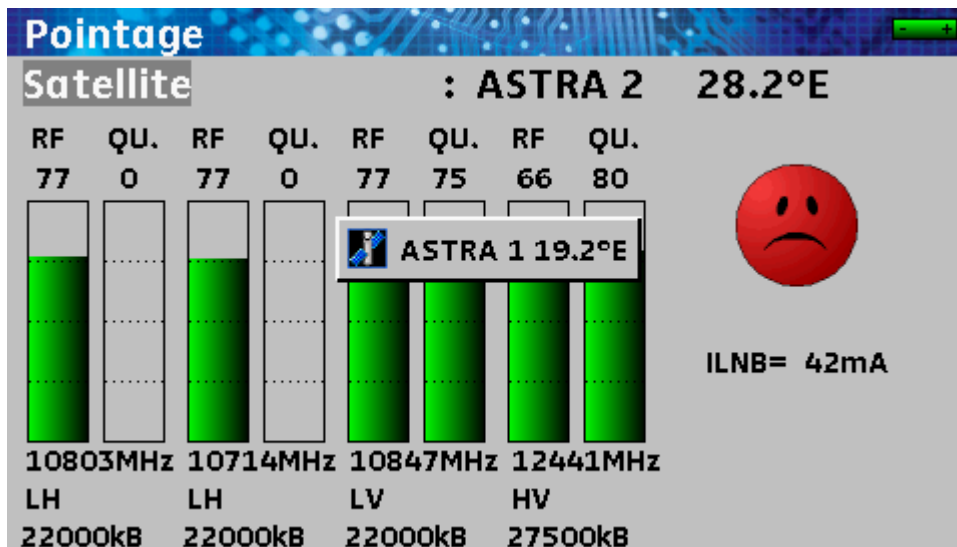 Pointage
- +
Satellite : ASTRA 2 28.2°E
RF QU. RF QU. RF QU. RF QU.
77 0 77 0 77 75 66 80
ASTRA 1 19.2°E
ILNB= 42mA
10803MHz 10714MHz 10847MHz 12441MHz
LH LH LV HV
22000kB 22000kB 22000kB 27500kB